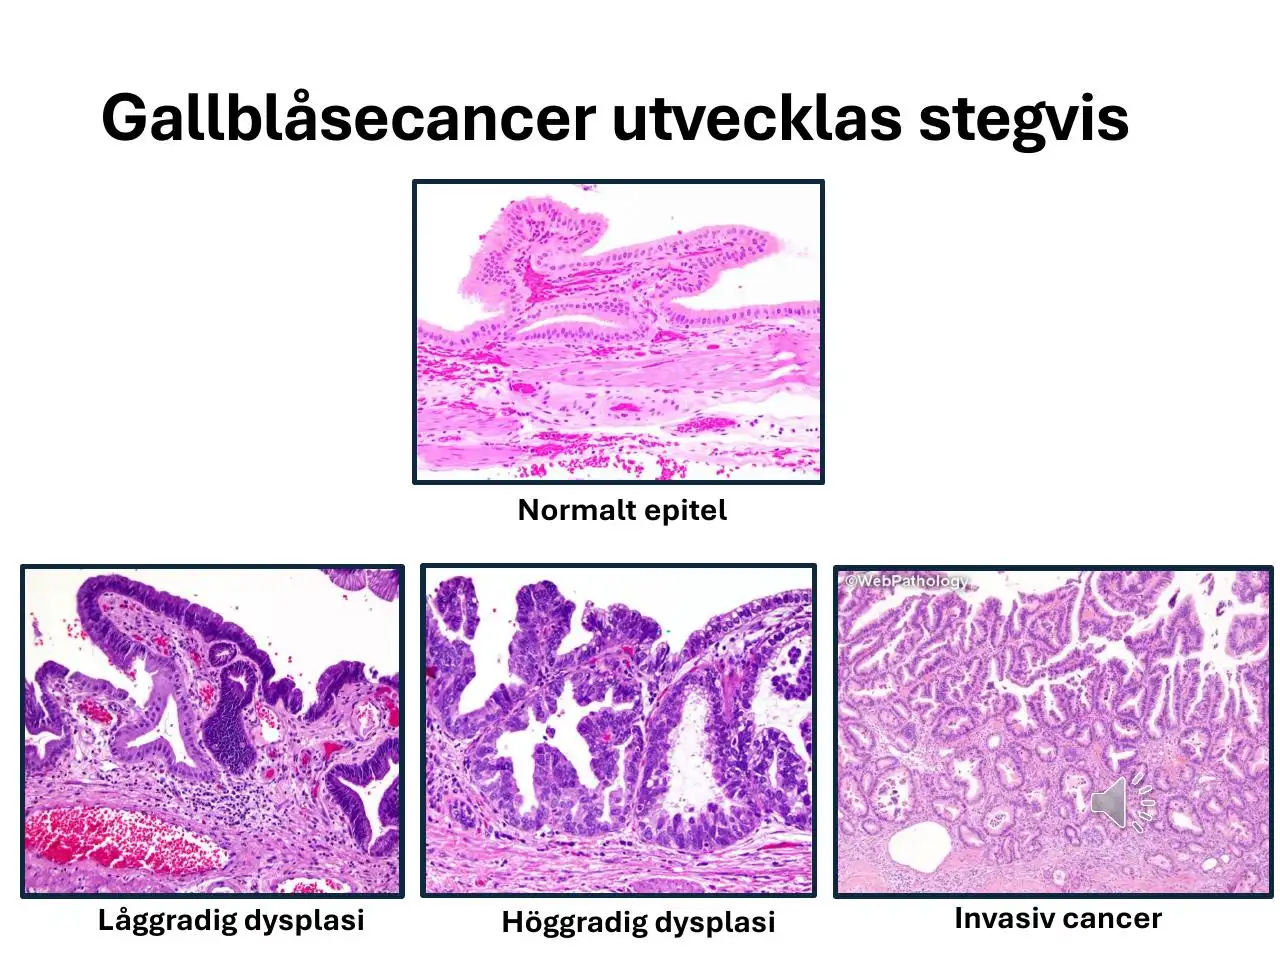 Gallblåsecancer utvecklas stegvis
Normalt epitel
©WebPathology
Låggradig dysplasi
Höggradig dysplasi
Invasiv cancer